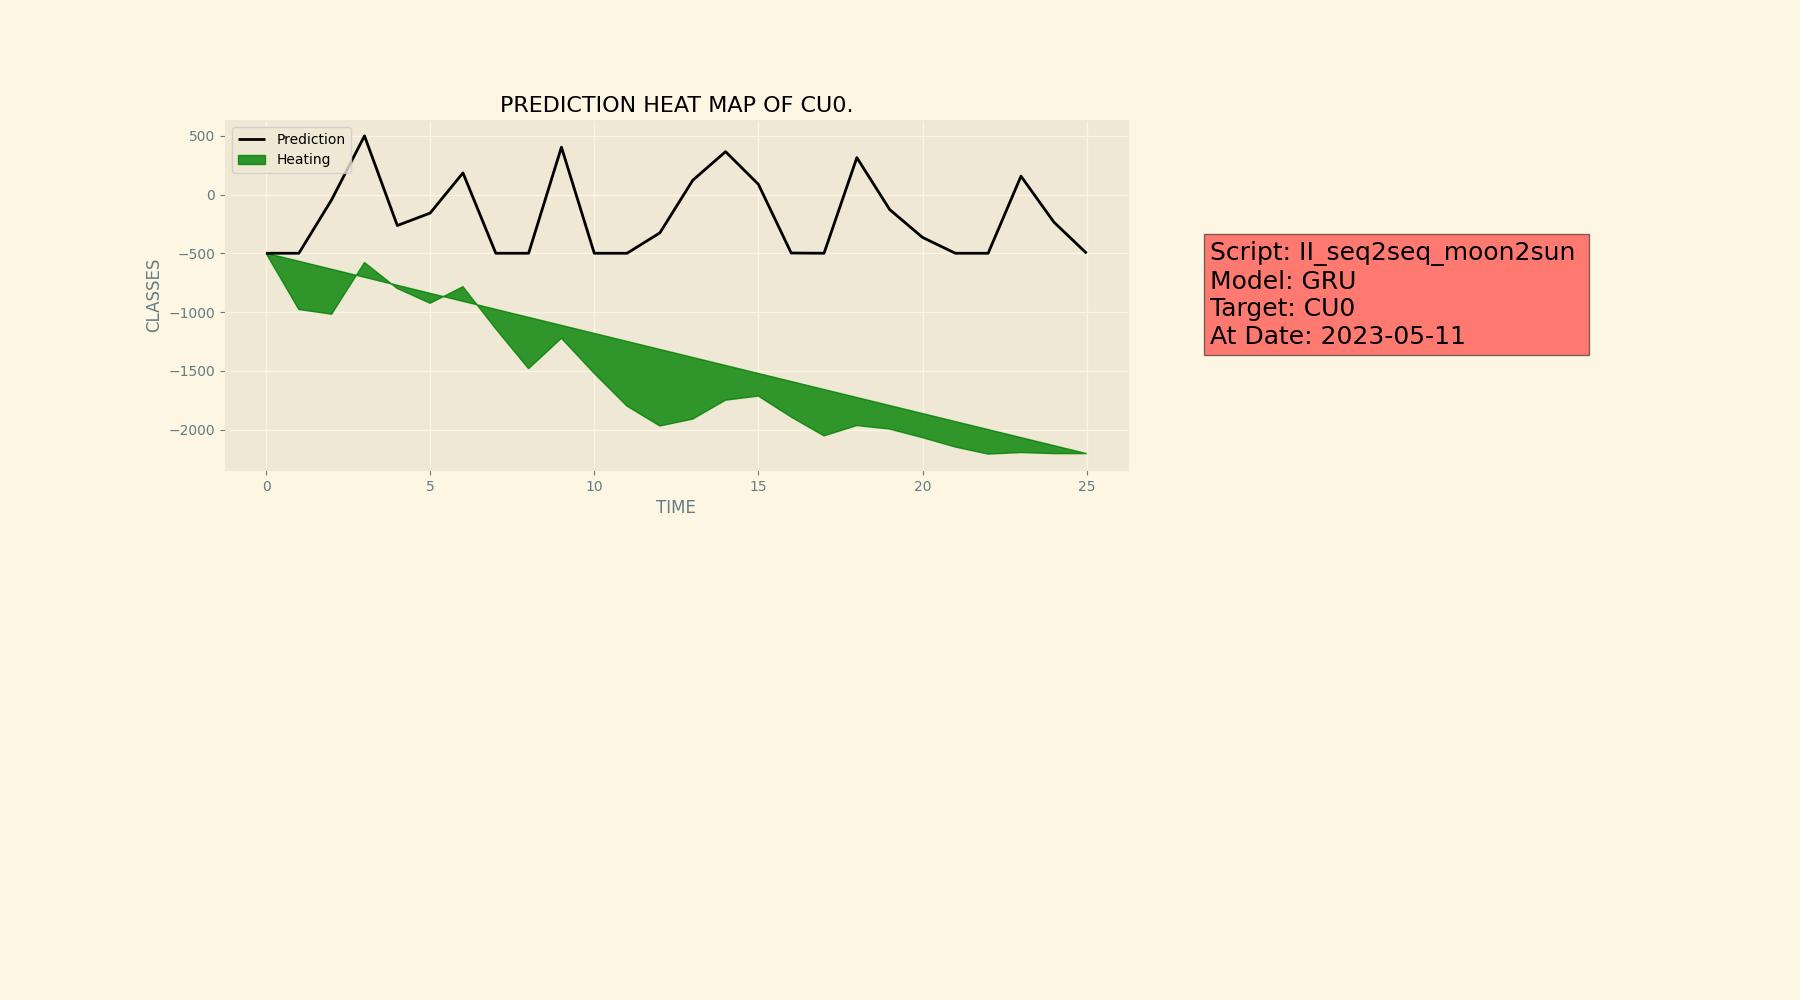 PREDICTION HEAT MAP OF CU0.
Prediction
Heating
500
0
−500
−1000
−1500
−2000
CLASSES
0 5 10 15 20 25
TIME
Script: II_seq2seq_moon2sun
Model: GRU
Target: CU0
At Date: 2023-05-11